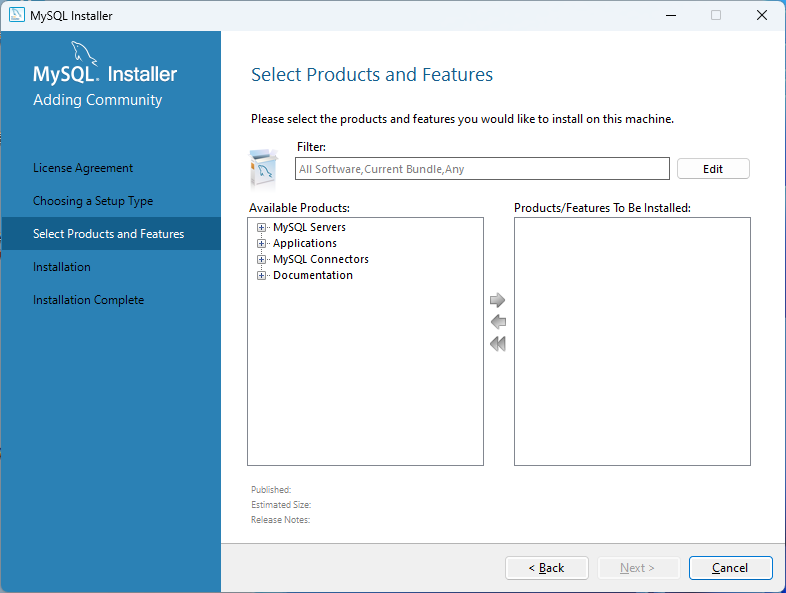 MySQL Installer
MySQL. Installer
Adding Community
License Agreement
Choosing a Setup Type
Select Products and Features
Installation
Installation Complete
Select Products and Features
Please select the products and features you would like to install on this machine.
Filter:
All Software,Current Bundle,Any
Edit
Available Products:
MySQL Servers
Applications
MySQL Connectors
Documentation
Products/Features To Be Installed:
Published:
Estimated Size:
Release Notes:
< Back
Next >
Cancel